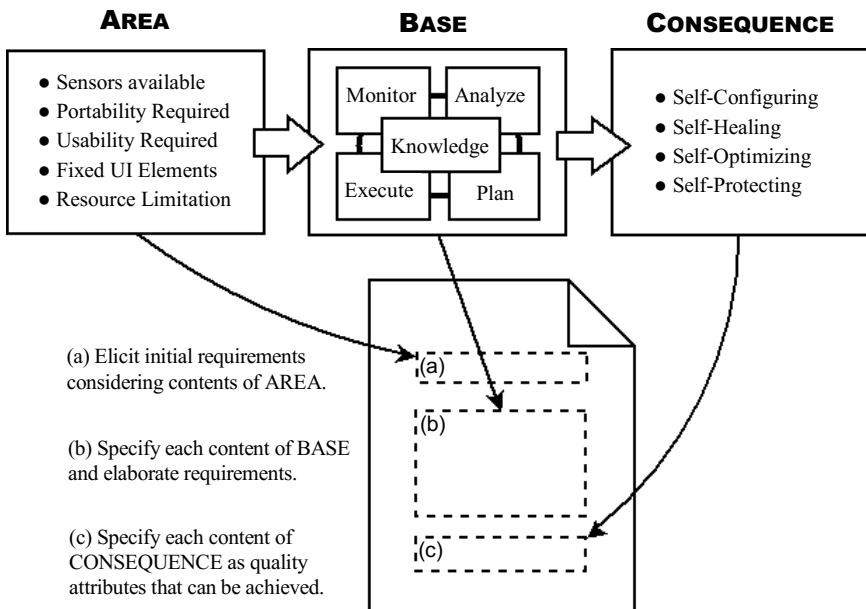 AREA
BASE
CONSEQUENCE
● Sensors available
● Portability Required
● Usability Required
● Fixed UI Elements
● Resource Limitation
Monitor
Analyze
Knowledge
Execute
Plan
● Self-Configuring
● Self-Healing
● Self-Optimizing
● Self-Protecting
(a) Elicit initial requirements
considering contents of AREA.
(b) Specify each content of BASE
and elaborate requirements.
(c) Specify each content of
CONSEQUENCE as quality
attributes that can be achieved.
(a)
(b)
(c)